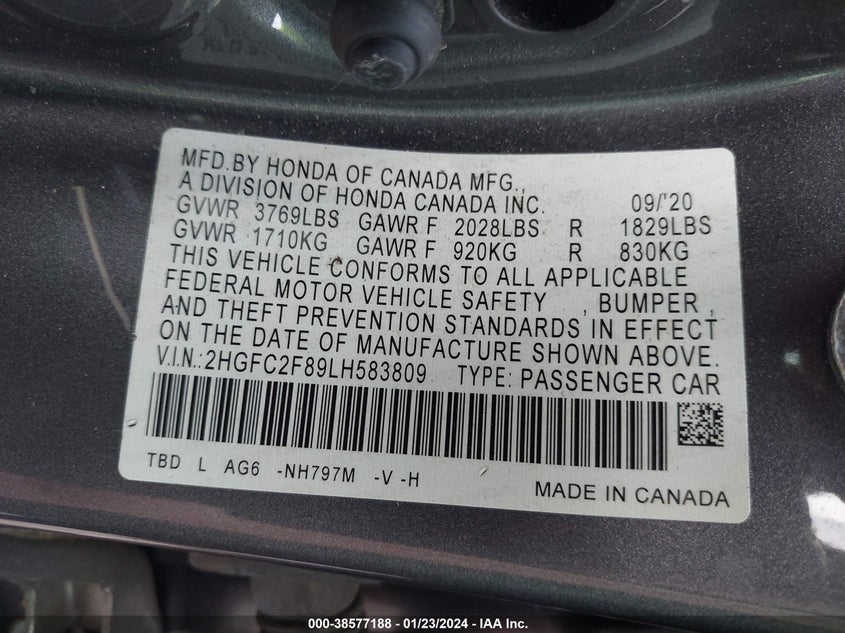 MFD.BY HONDA OF CANADA MFG.,
A DIVISION OF HONDA CANADA INC. 09/'20
GVWR 3769LBS GAWR F 2028LBS R 1829LBS
GVWR 1710KG GAWR F 920KG R 830KG
THIS VEHICLE CONFORMS TO ALL APPLICABLE
FEDERAL MOTOR VEHICLE SAFETY , BUMPER ,
AND THEFT PREVENTION STANDARDS IN EFFECT
ON THE DATE OF MANUFACTURE SHOWN ABOVE.
V.I.N.: 2HGFC2F89LH583809 TYPE: PASSENGER CAR
TBD L AG6 -NH797M -V -H
MADE IN CANADA
000-38577188 — 01/23/2024 — IAA Inc.